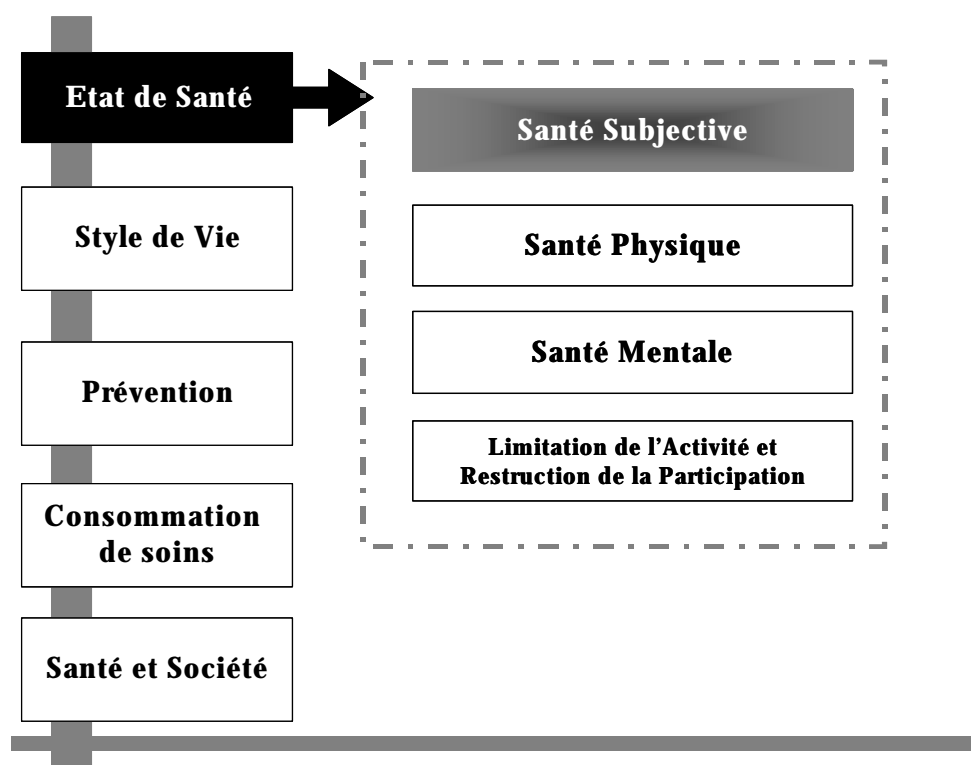 Etat de Santé
Style de Vie
Prévention
Consommation
de soins
Santé et Société
Santé Subjective
Santé Physique
Santé Mentale
Limitation de l'Activité et
Restruction de la Participation